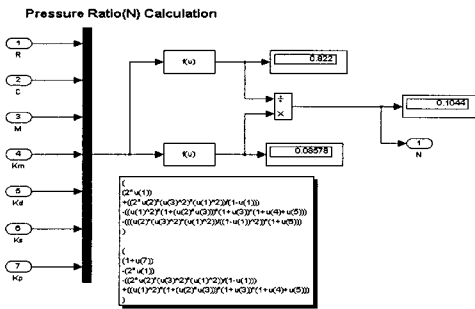 Pressure Ratio(N) Calculation
1
R
2
C
3
M
4
Km
5
Kd
6
Ks
7
Kp
f(u)
0.822
÷
×
0.1044
1
N
f(u)
0.08578
(
(2*u(1))
+((2*u(2)*(u(3)^2)*(u(1)^2))/(1-u(1)))
-((u(1)^2)*(1+(u(2)*u(3)))*(1+u(3))*(1+u(4)+u(5)))
-(((u(2)*(u(3)^2)*(u(1)^2))/((1-u(1))^2))*(1+u(6)))
)
(
(1+u(7))
-(2*u(1))
-((2*u(2)*(u(3)^2)*(u(1)^2))/(1-u(1)))
+((u(1)^2)*(1+(u(2)*u(3)))*(1+u(3))*(1+u(4)+u(5)))
)